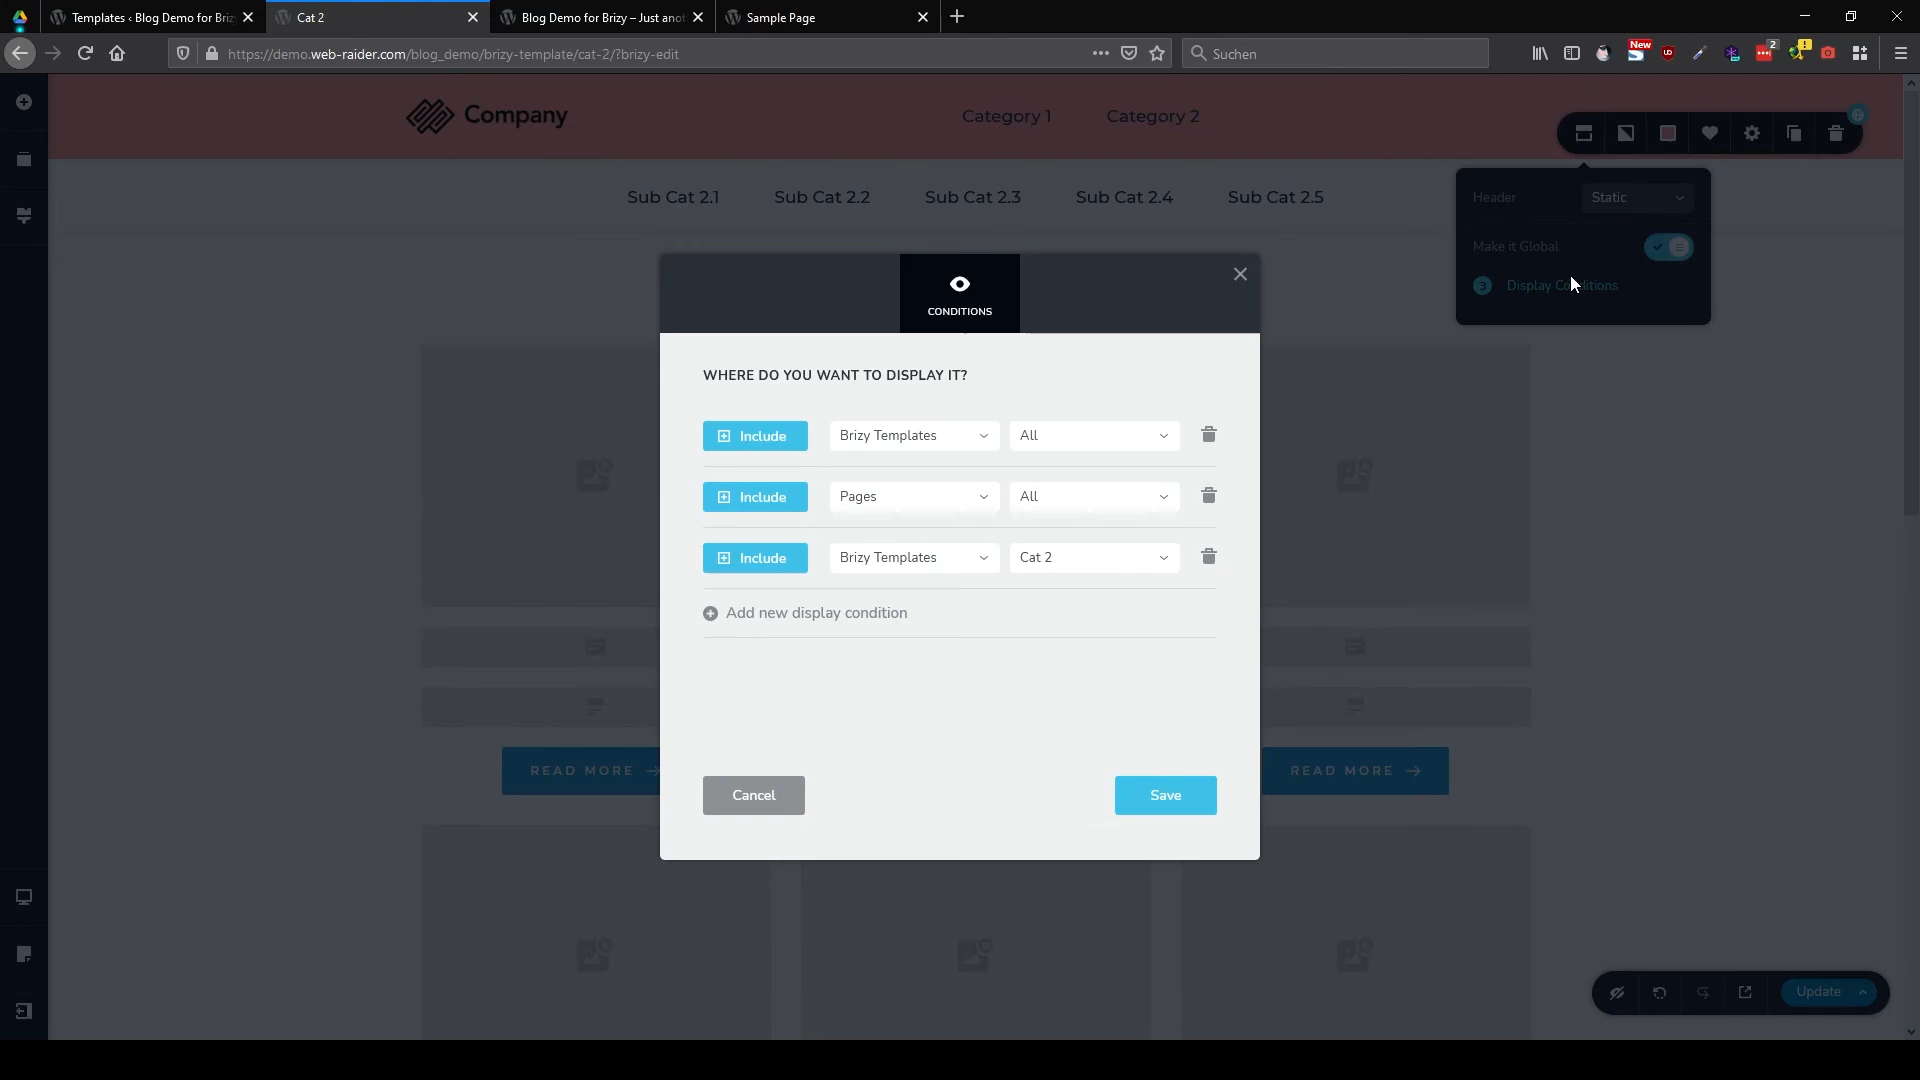 Templates ‹ Blog Demo for Briz
Cat 2
Blog Demo for Brizy – Just anot
Sample Page
https://demo.web-raider.com/blog_demo/brizy-template/cat-2/?brizy-edit
Suchen
New
2
!
Company
Category 1
Category 2
Sub Cat 2.1
Sub Cat 2.2
Sub Cat 2.3
Sub Cat 2.4
Sub Cat 2.5
Header
Static
Make it Global
3 Display Conditions
CONDITIONS
WHERE DO YOU WANT TO DISPLAY IT?
Include Brizy Templates All
Include Pages All
Include Brizy Templates Cat 2
Add new display condition
READ MORE
READ MORE
Cancel
Save
Update